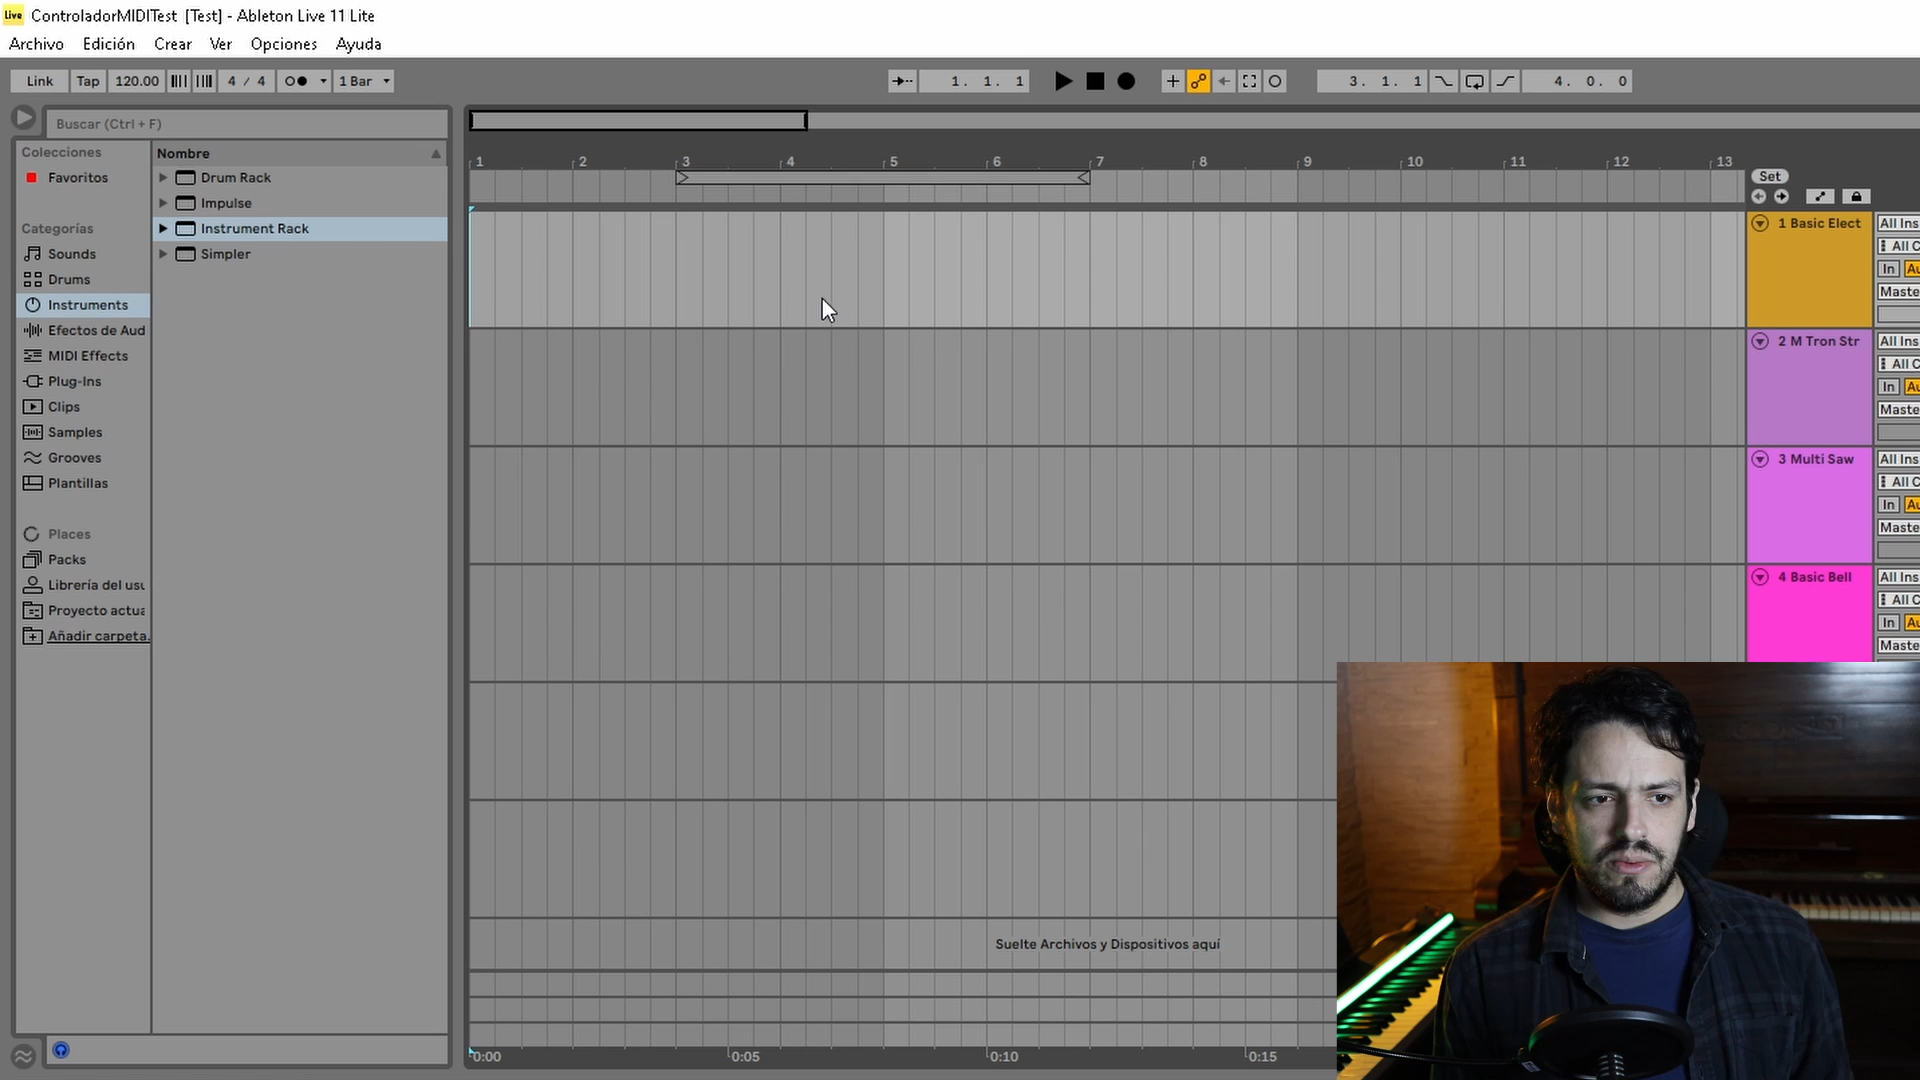 Live ControladorMIDITest [Test] - Ableton Live 11 Lite
Archivo Edición Crear Ver Opciones Ayuda
Link Tap 120.00 4 / 4 1 Bar 1. 1. 1 3. 1. 1 4. 0. 0
Buscar (Ctrl + F)
Colecciones
Favoritos
Categorías
Sounds
Drums
Instruments
Efectos de Aud
MIDI Effects
Plug-Ins
Clips
Samples
Grooves
Plantillas
Places
Packs
Librería del usu
Proyecto actua
Añadir carpeta.
Nombre
Drum Rack
Impulse
Instrument Rack
Simpler
1 2 3 4 5 6 7 8 9 10 11 12 13
Set
1 Basic Elect
All Ins
All C
In Au
Maste
2 M Tron Str
All Ins
All C
In Au
Maste
3 Multi Saw
All Ins
All C
In Au
Maste
4 Basic Bell
All Ins
All C
In Au
Maste
Suelte Archivos y Dispositivos aquí
0:00 0:05 0:10 0:15